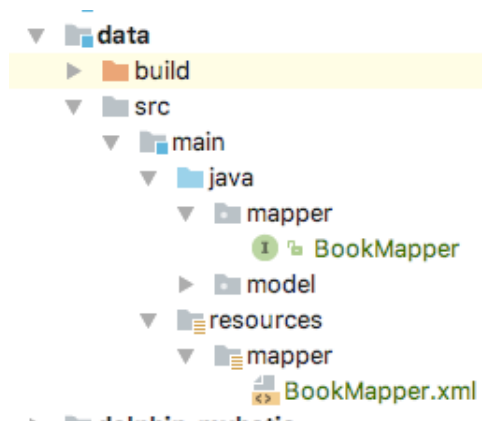 data
build
src
main
java
mapper
I BookMapper
model
resources
mapper
BookMapper.xml